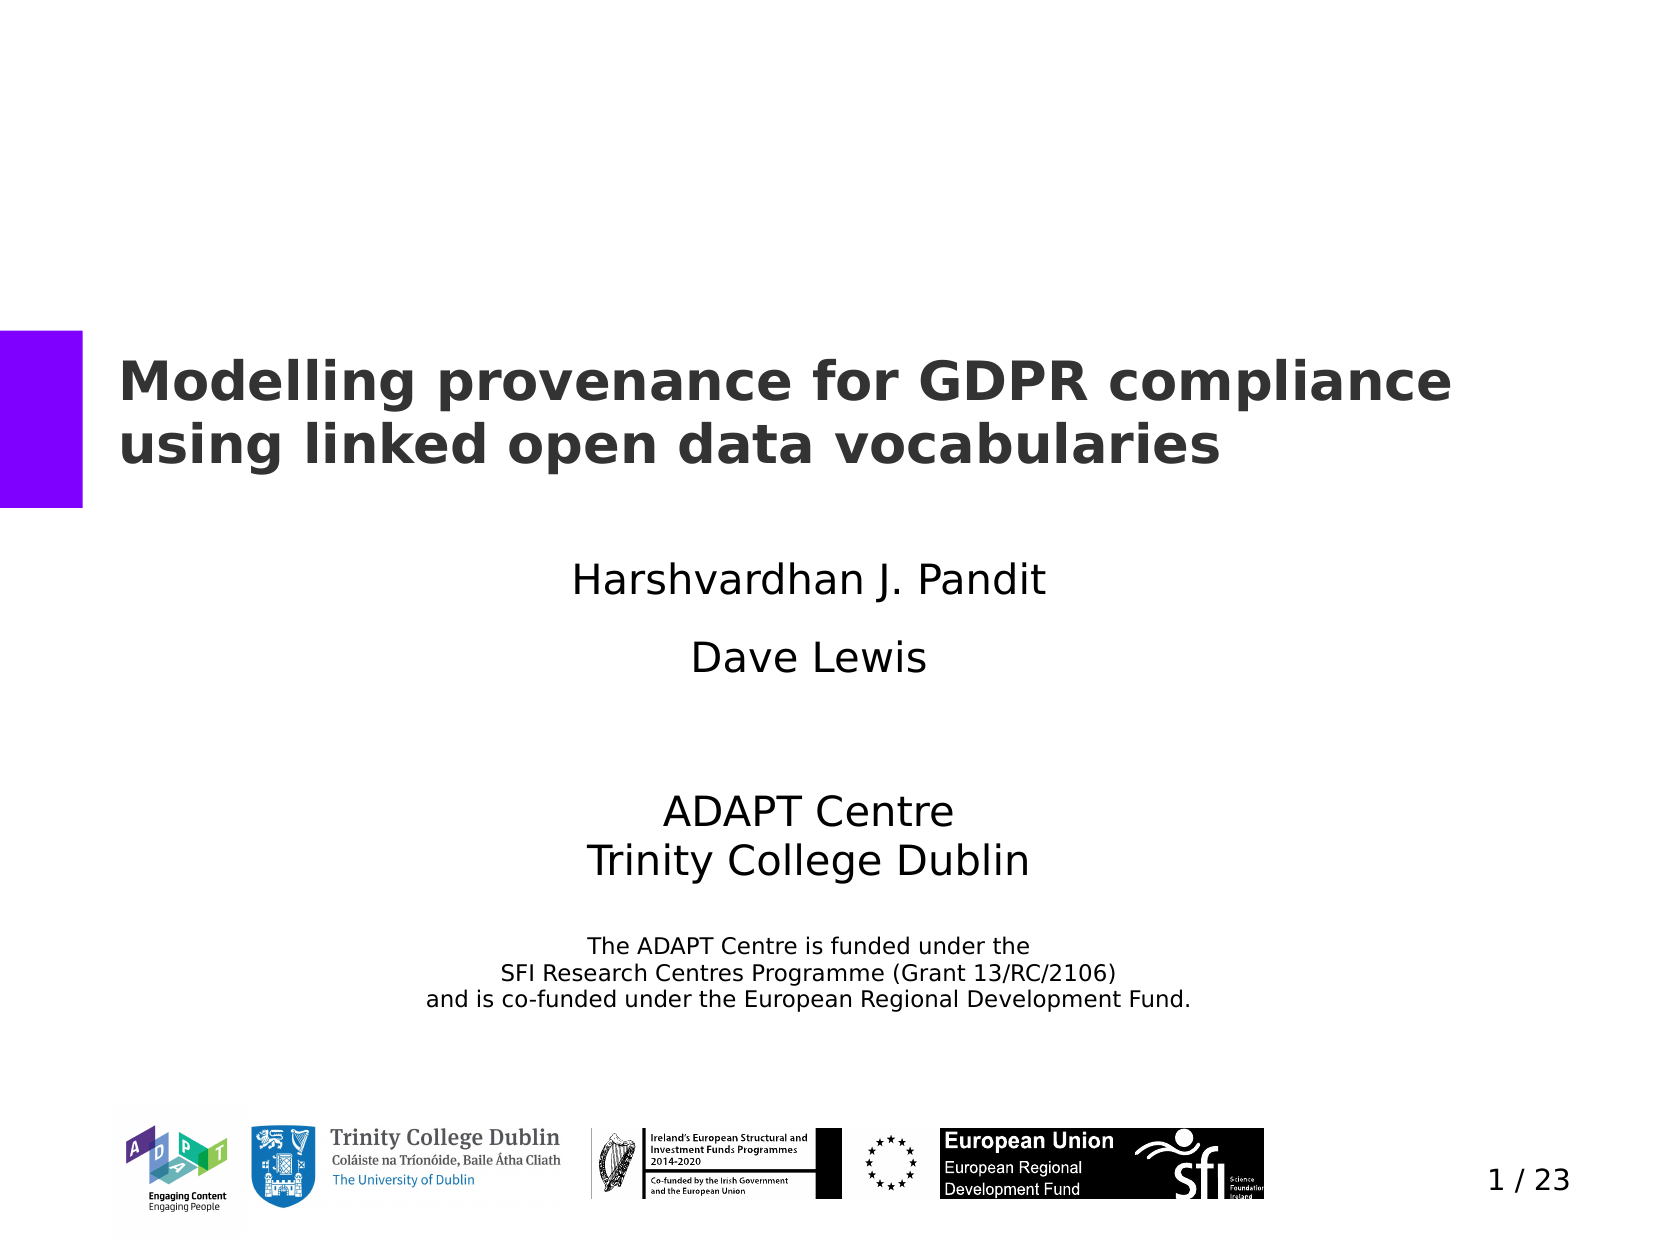 Modelling provenance for GDPR compliance
using linked open data vocabularies
Harshvardhan J. Pandit
Dave Lewis
ADAPT Centre
Trinity College Dublin
The ADAPT Centre is funded under the
SFI Research Centres Programme (Grant 13/RC/2106)
and is co-funded under the European Regional Development Fund.
ADAPT
Engaging Content
Engaging People
Trinity College Dublin
Coláiste na Tríonóide, Baile Átha Cliath
The University of Dublin
Ireland's European Structural and
Investment Funds Programmes
2014-2020
Co-funded by the Irish Government
and the European Union
European Union
European Regional
Development Fund
sfi
Science
Foundation
Ireland
1 / 23